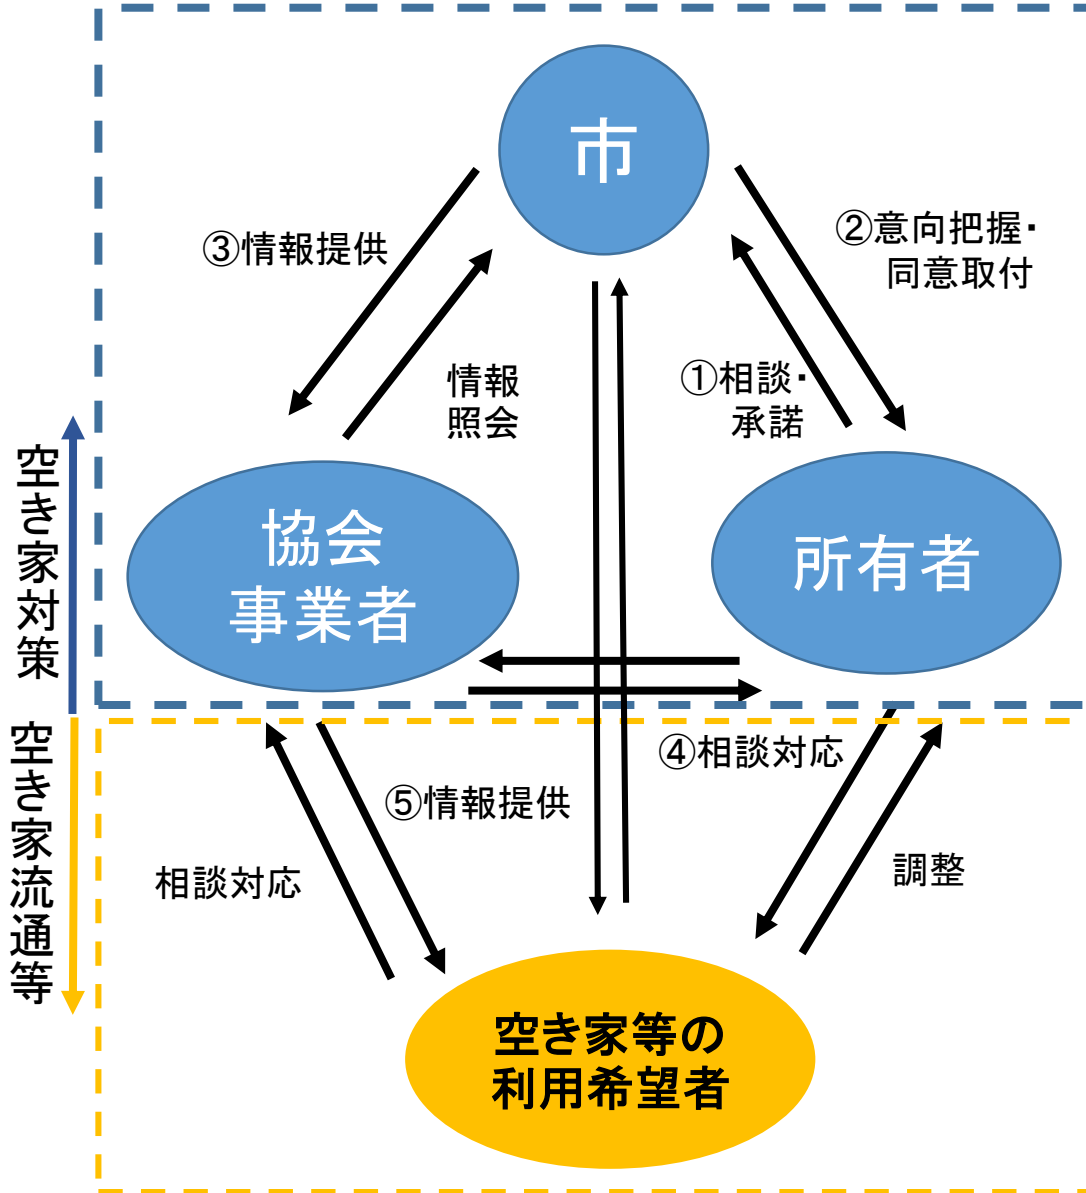 市
③情報提供
②意向把握・
同意取付
情報
照会
①相談・
承諾
空き家対策
協会
事業者
所有者
空き家流通等
④相談対応
⑤情報提供
相談対応
調整
空き家等の
利用希望者